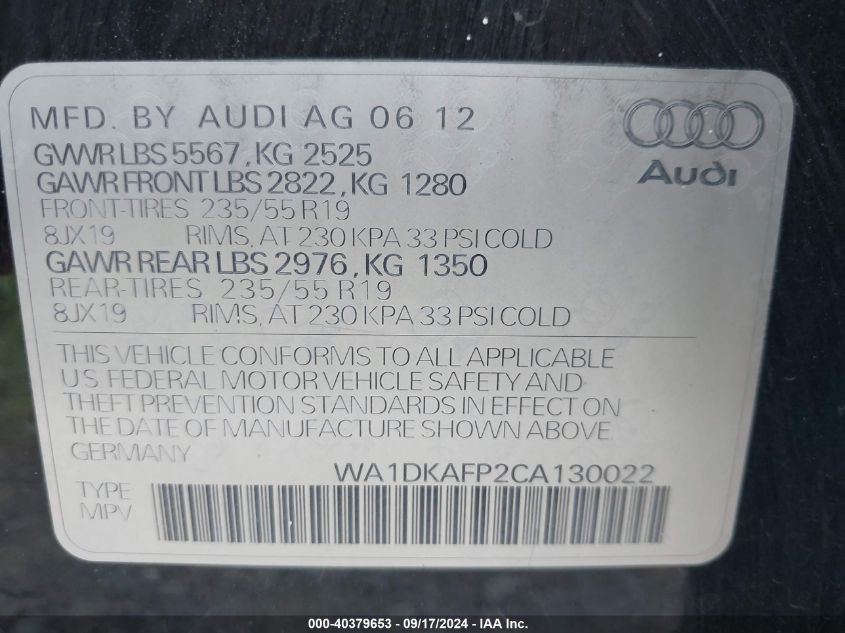 MFD. BY AUDI AG 06 12
GVWR LBS 5567, KG 2525
GAWR FRONT LBS 2822, KG 1280
FRONT-TIRES 235/55 R19
8JX19 RIMS, AT 230 KPA 33 PSI COLD
GAWR REAR LBS 2976, KG 1350
REAR-TIRES 235/55 R19
8JX19 RIMS, AT 230 KPA 33 PSI COLD
Audi
THIS VEHICLE CONFORMS TO ALL APPLICABLE
U.S. FEDERAL MOTOR VEHICLE SAFETY AND
THEFT PREVENTION STANDARDS IN EFFECT ON
THE DATE OF MANUFACTURE SHOWN ABOVE.
GERMANY
WA1DKAFP2CA130022
TYPE
MPV
000-40379653 - 09/17/2024 - IAA, Inc.